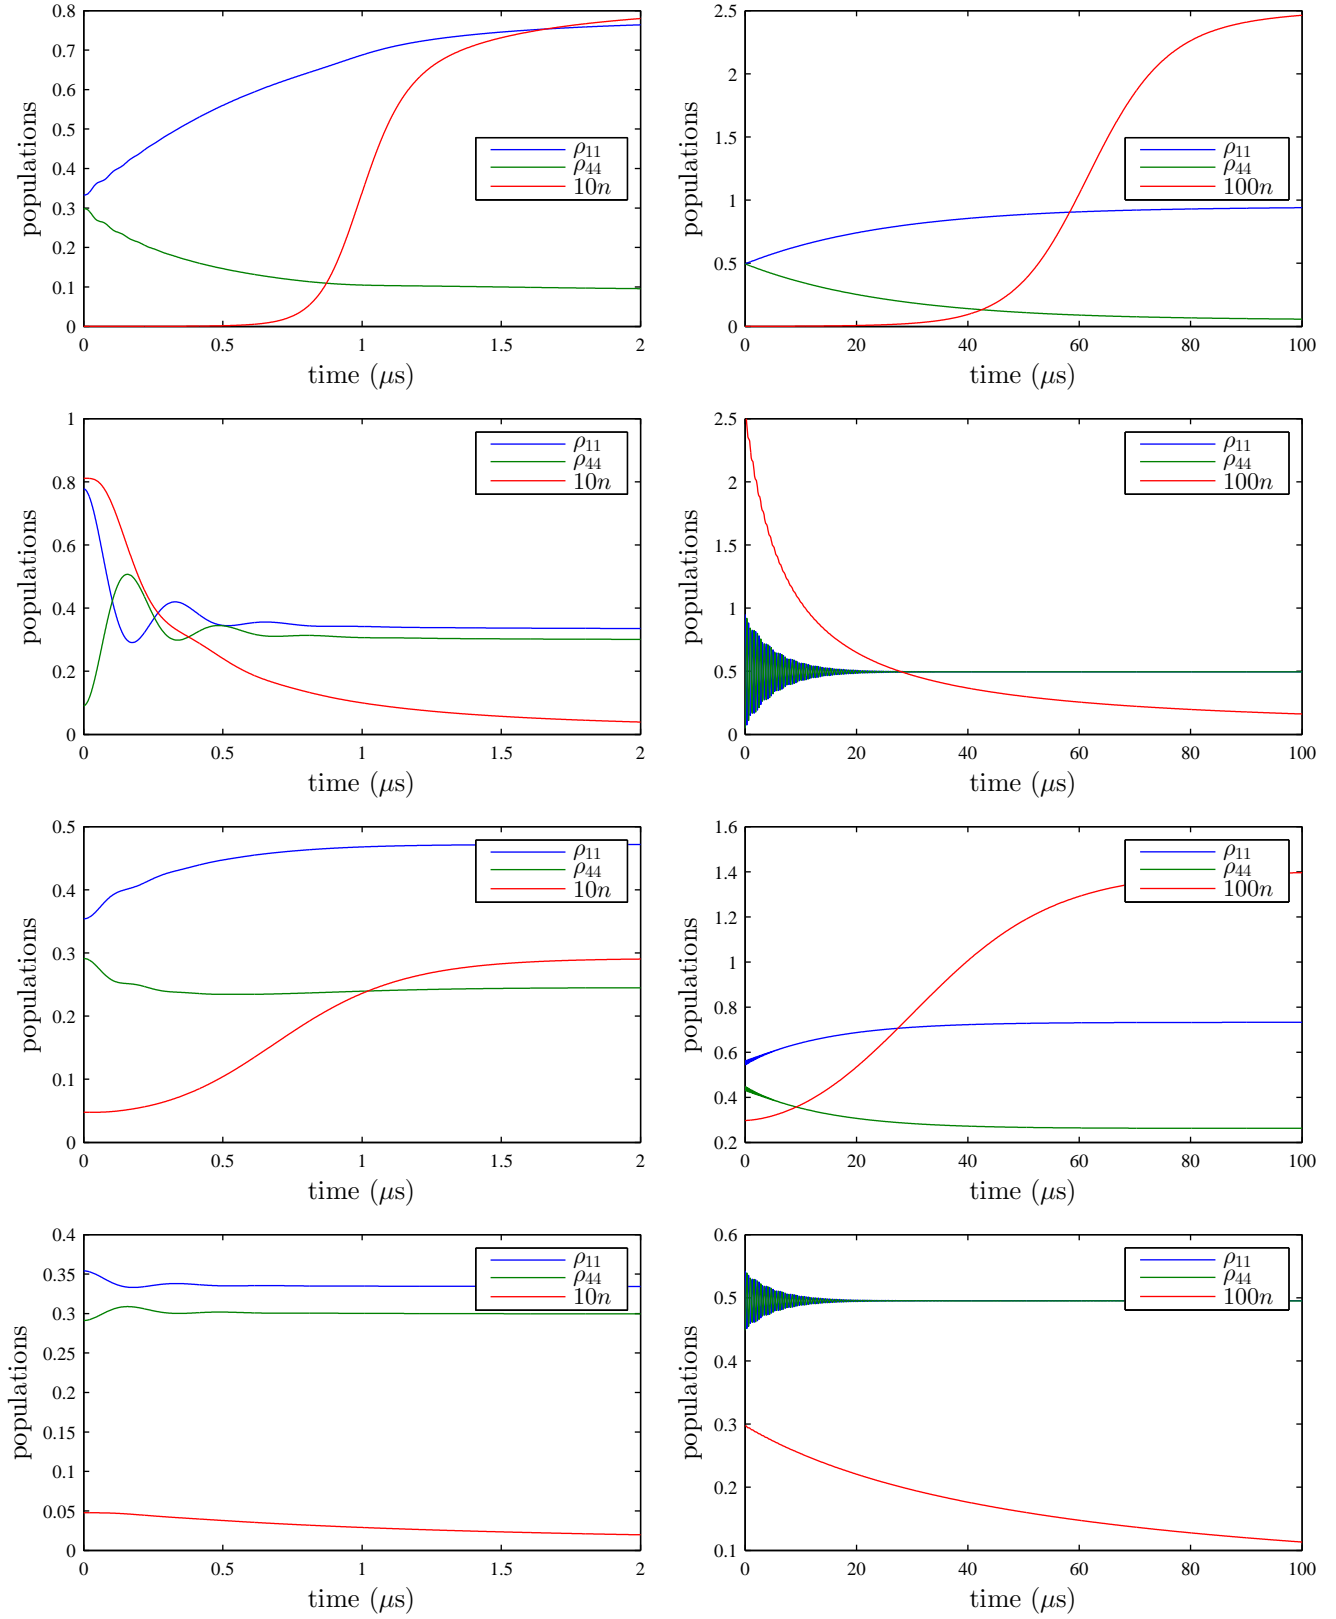 populations
0.8
0.7
0.6
0.5
0.4
0.3
0.2
0.1
0
0 0.5 1 1.5 2
time (μs)
ρ11
ρ44
10n
populations
2.5
2
1.5
1
0.5
0
0 20 40 60 80 100
time (μs)
ρ11
ρ44
100n
populations
1
0.8
0.6
0.4
0.2
0
0 0.5 1 1.5 2
time (μs)
ρ11
ρ44
10n
populations
2.5
2
1.5
1
0.5
0
0 20 40 60 80 100
time (μs)
ρ11
ρ44
100n
populations
0.5
0.4
0.3
0.2
0.1
0
0 0.5 1 1.5 2
time (μs)
ρ11
ρ44
10n
populations
1.6
1.4
1.2
1
0.8
0.6
0.4
0.2
0 20 40 60 80 100
time (μs)
ρ11
ρ44
100n
populations
0.4
0.35
0.3
0.25
0.2
0.15
0.1
0.05
0
0 0.5 1 1.5 2
time (μs)
ρ11
ρ44
10n
populations
0.6
0.5
0.4
0.3
0.2
0.1
0 20 40 60 80 100
time (μs)
ρ11
ρ44
100n